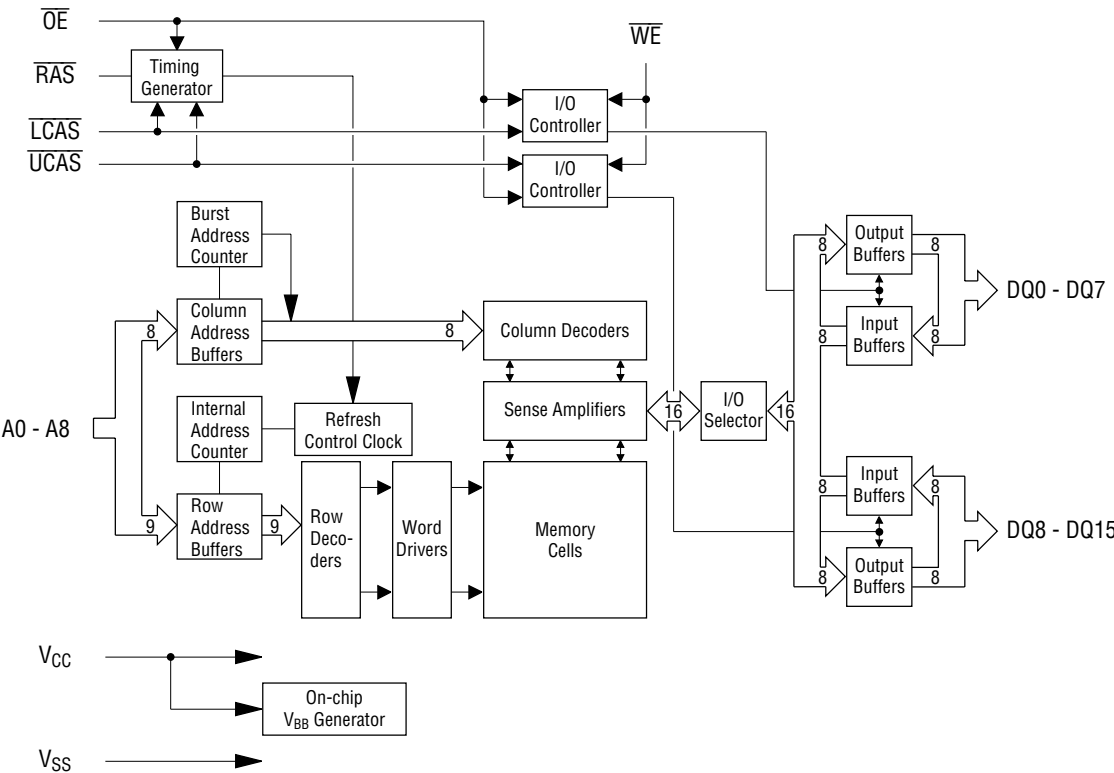 OE
WE
RAS
Timing
Generator
I/O
Controller
LCAS
UCAS
I/O
Controller
Burst
Address
Counter
Output
Buffers
8
8
DQ0 - DQ7
Column
Address
Buffers
8
8
Column Decoders
Input
Buffers
8
8
Internal
Address
Counter
Refresh
Control Clock
Sense Amplifiers
16
I/O
Selector
16
A0 - A8
Row
Address
Buffers
9
9
Row
Deco-
ders
Word
Drivers
Memory
Cells
Input
Buffers
8
8
DQ8 - DQ15
Output
Buffers
8
8
VCC
On-chip
VBB Generator
VSS